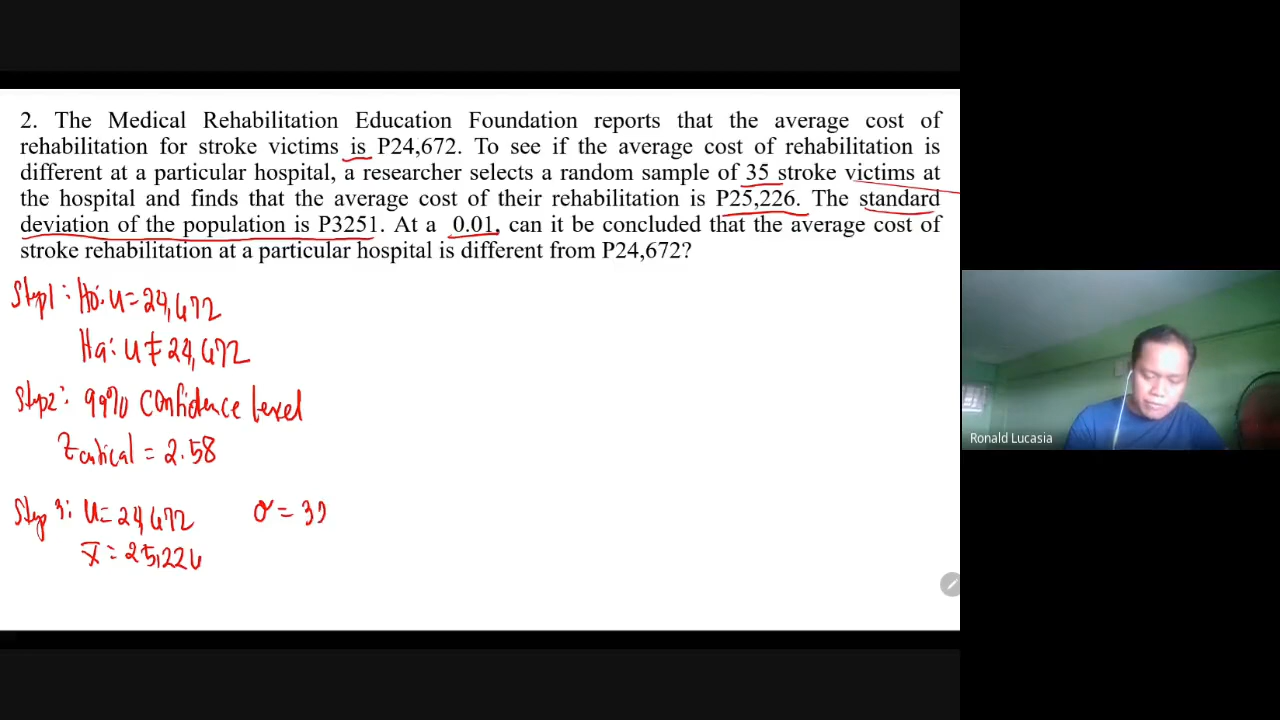 2. The Medical Rehabilitation Education Foundation reports that the average cost of
rehabilitation for stroke victims is P24,672. To see if the average cost of rehabilitation is
different at a particular hospital, a researcher selects a random sample of 35 stroke victims at
the hospital and finds that the average cost of their rehabilitation is P25,226. The standard
deviation of the population is P3251. At a 0.01, can it be concluded that the average cost of
stroke rehabilitation at a particular hospital is different from P24,672?
Step1: Ho: u = 24,672
Ha: u ≠ 24,672
Step2: 99% Confidence level
Z critical = 2.58
Step 3: u = 24,672 σ = 32
x̄ = 25,226
Ronald Lucasia